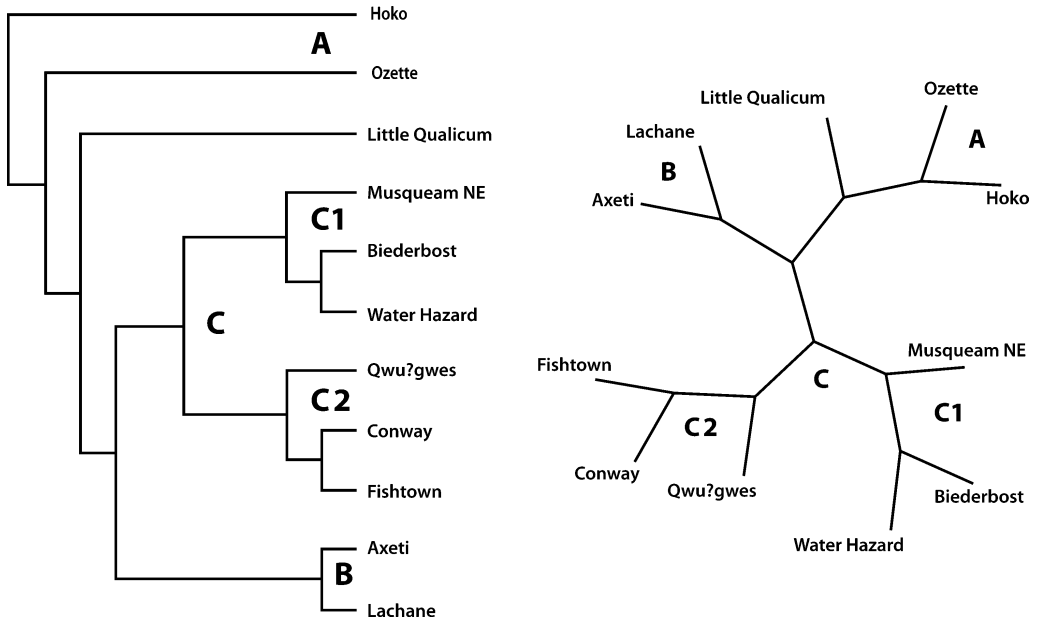 Hoko
A
Ozette
Little Qualicum
Musqueam NE
C1
Biederbost
Water Hazard
C
Qwu?gwes
C2
Conway
Fishtown
Axeti
B
Lachane
Ozette
Little Qualicum
A
Lachane
B
Axeti
Hoko
Musqueam NE
Fishtown
C
C1
C2
Conway
Qwu?gwes
Biederbost
Water Hazard